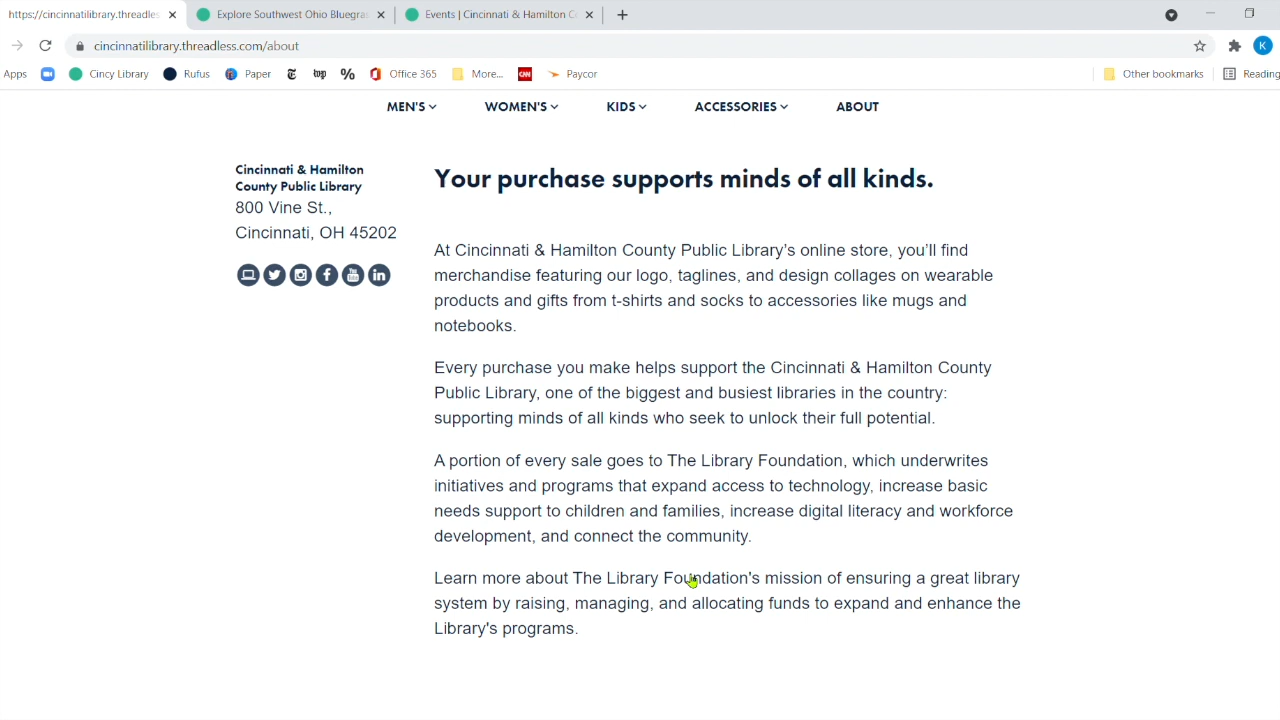 https://cincinnatilibrary.threadles
Explore Southwest Ohio Bluegras
Events | Cincinnati & Hamilton Co
cincinnatilibrary.threadless.com/about
K
Apps
Cincy Library
Rufus
Paper
top
%
Office 365
More...
CNN
Paycor
Other bookmarks
Reading
MEN'S
WOMEN'S
KIDS
ACCESSORIES
ABOUT
Cincinnati & Hamilton
County Public Library
800 Vine St.,
Cincinnati, OH 45202
Your purchase supports minds of all kinds.
At Cincinnati & Hamilton County Public Library's online store, you'll find
merchandise featuring our logo, taglines, and design collages on wearable
products and gifts from t-shirts and socks to accessories like mugs and
notebooks.
Every purchase you make helps support the Cincinnati & Hamilton County
Public Library, one of the biggest and busiest libraries in the country:
supporting minds of all kinds who seek to unlock their full potential.
A portion of every sale goes to The Library Foundation, which underwrites
initiatives and programs that expand access to technology, increase basic
needs support to children and families, increase digital literacy and workforce
development, and connect the community.
Learn more about The Library Foundation's mission of ensuring a great library
system by raising, managing, and allocating funds to expand and enhance the
Library's programs.